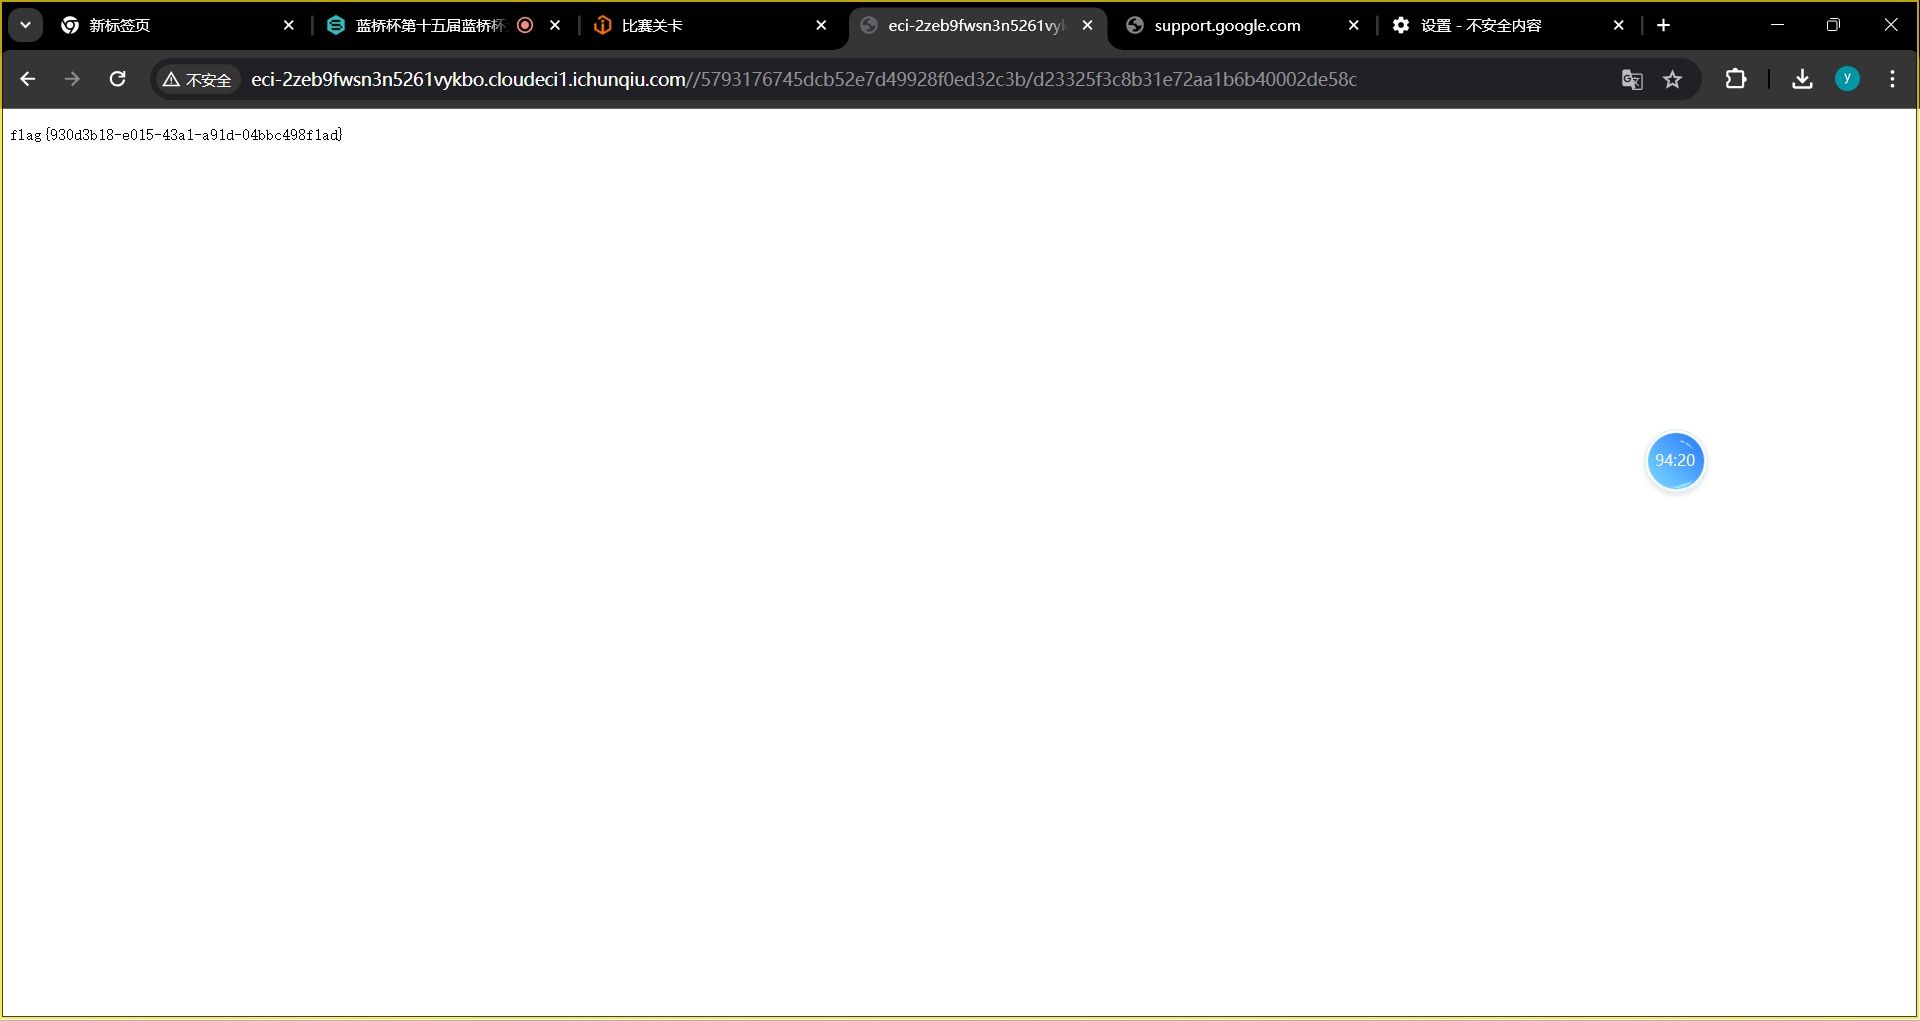 新标签页
蓝桥杯第十五届蓝桥杯
比赛关卡
eci-2zeb9fwsn3n5261vyk
support.google.com
设置 - 不安全内容
不安全
eci-2zeb9fwsn3n5261vykbo.cloudeci1.ichunqiu.com//5793176745dcb52e7d49928f0ed32c3b/d23325f3c8b31e72aa1b6b40002de58c
y
flag{930d3b18-e015-43a1-a91d-04bbc498f1ad}
94:20